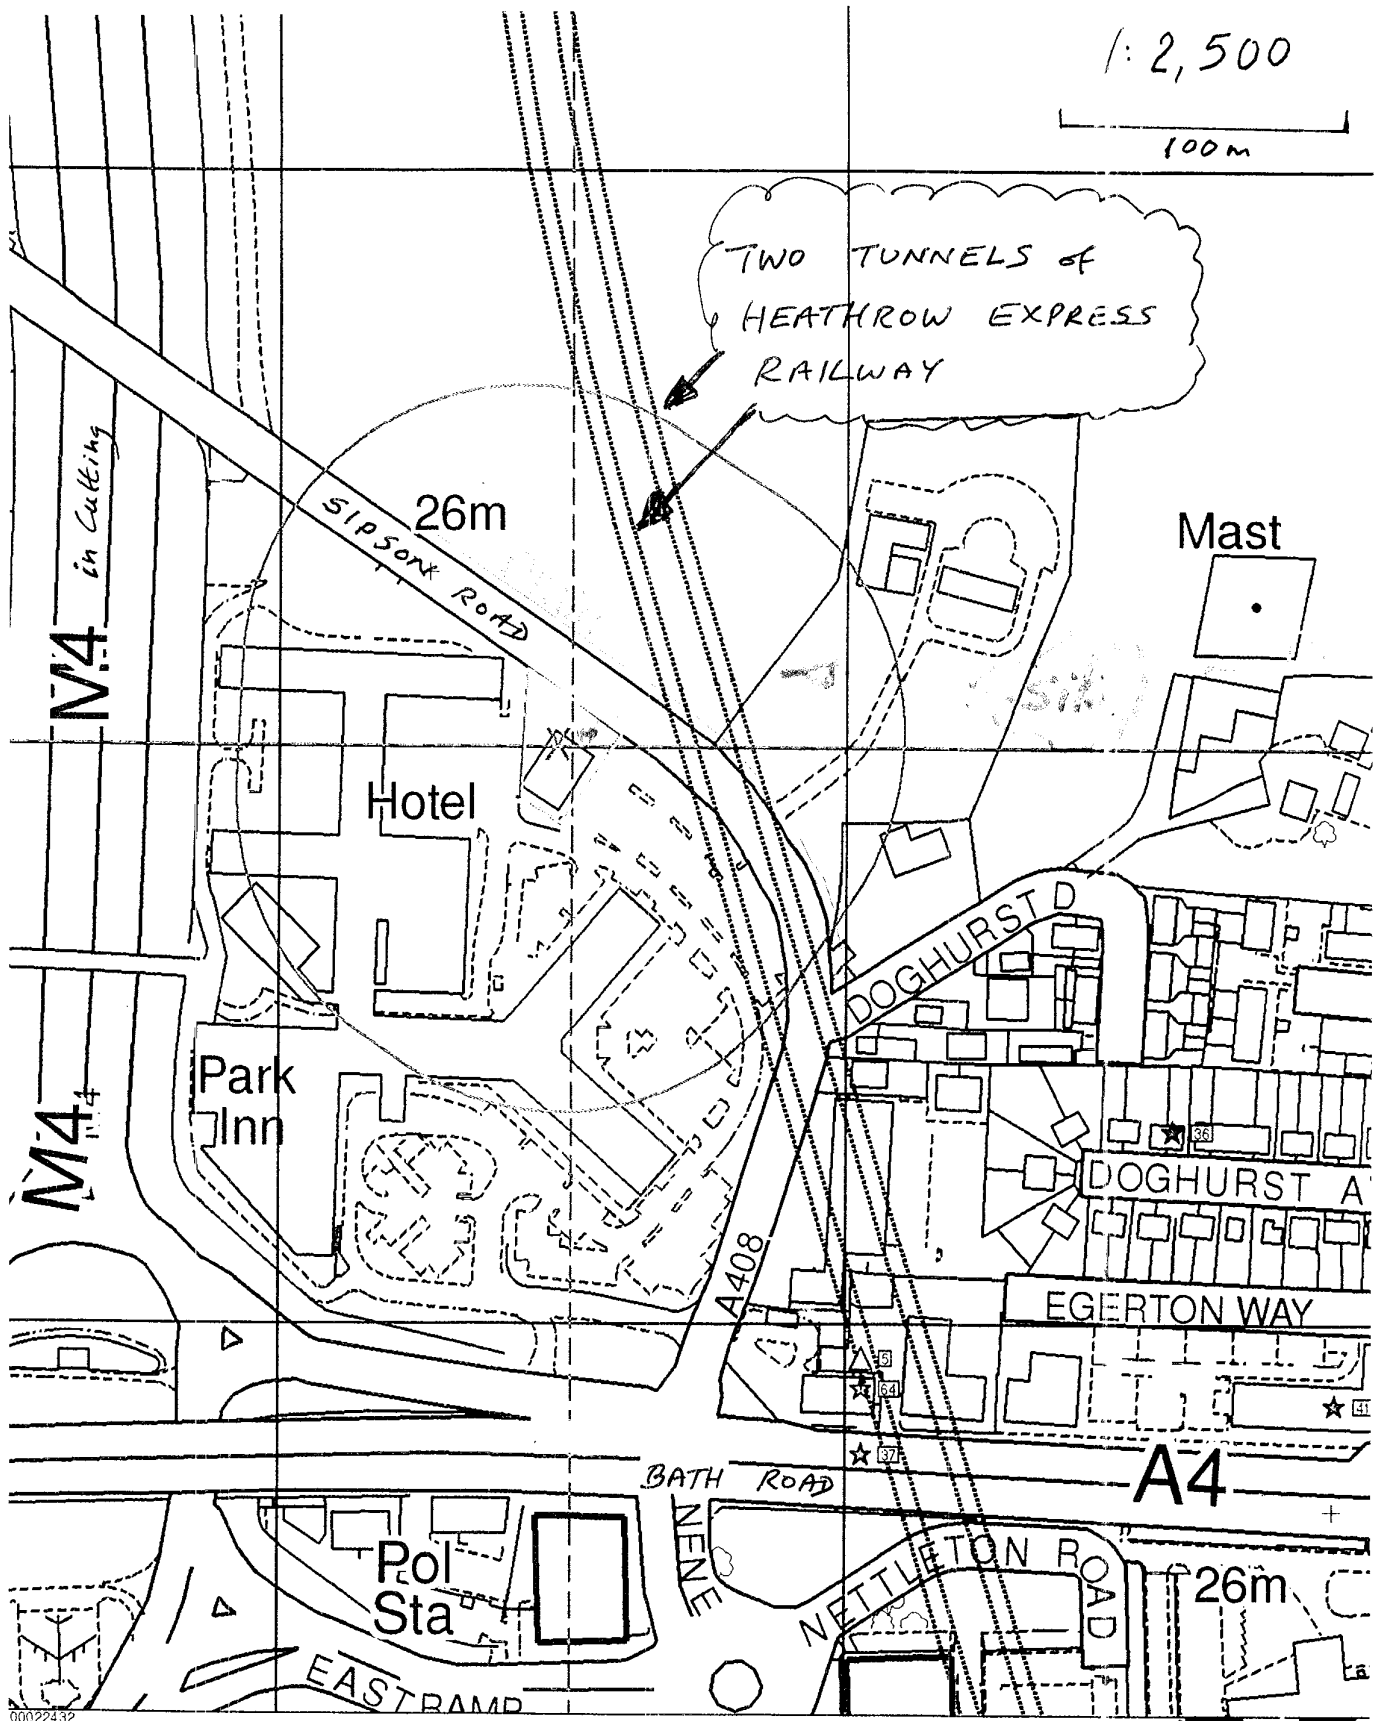 1: 2,500
100m
TWO TUNNELS of
HEATHROW EXPRESS
RAILWAY
in Cutting
26m
SIPSON ROAD
Mast
M4
Hotel
DOGHURST D
Park
Inn
M4
36
DOGHURST A
A408
EGERTON WAY
5
64
41
37
BATH ROAD
A4
NENE
Pol
Sta
NETTLETON ROAD
26m
EAST RAMP
00022432